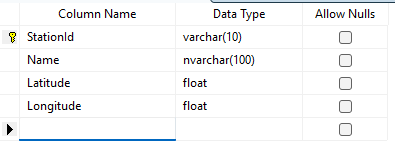 Column Name Data Type Allow Nulls
StationId varchar(10)
Name nvarchar(100)
Latitude float
Longitude float